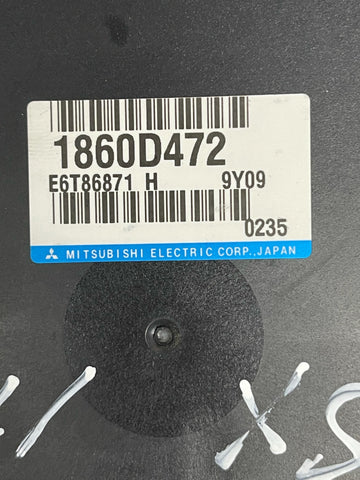 1860D472
E6T86871 H 9Y09
0235
MITSUBISHI ELECTRIC CORP.,JAPAN